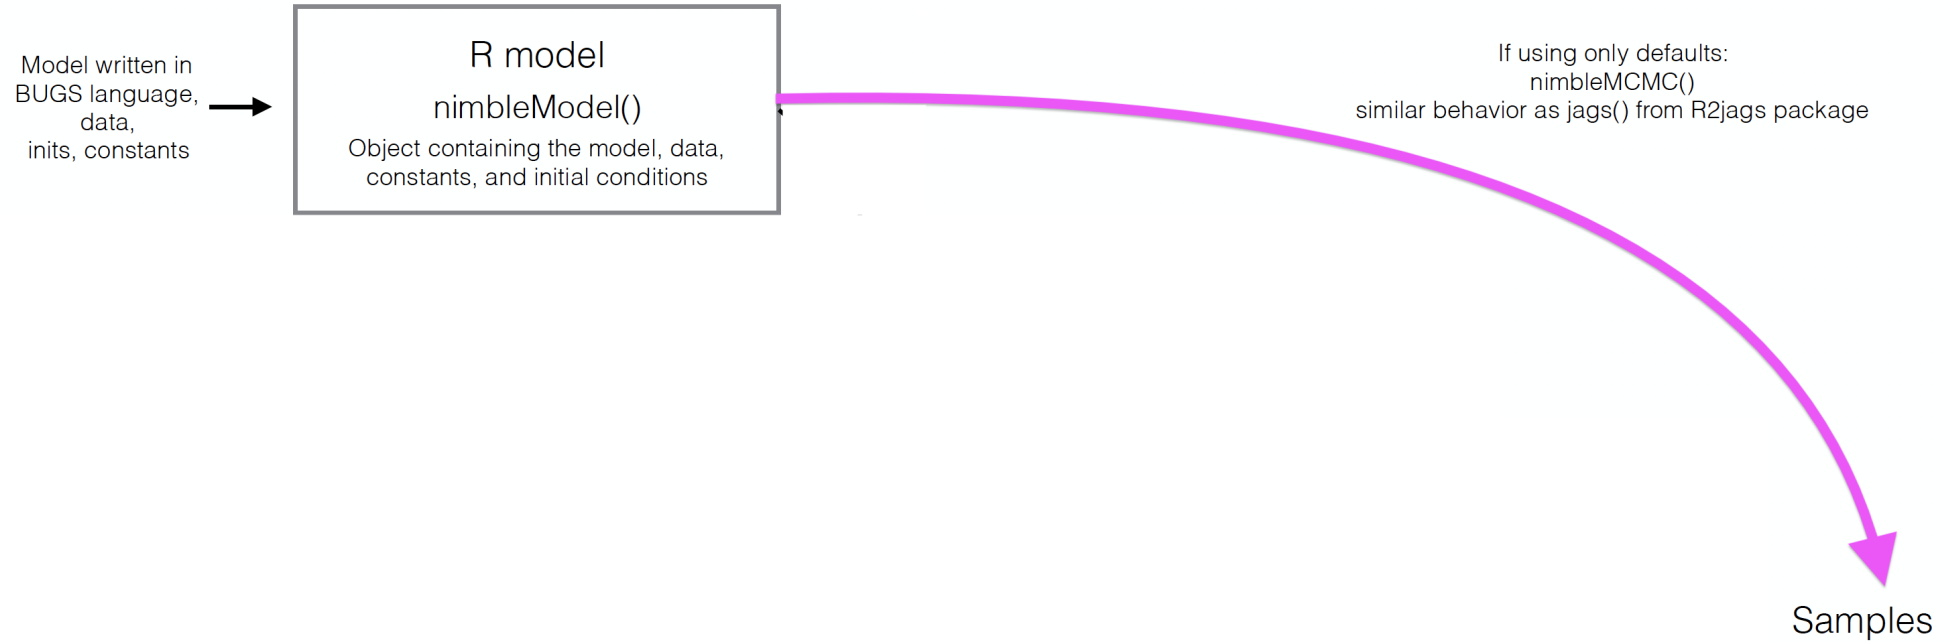 Model written in
BUGS language,
data,
inits, constants
R model
nimbleModel()
Object containing the model, data,
constants, and initial conditions
If using only defaults:
nimbleMCMC()
similar behavior as jags() from R2jags package
Samples